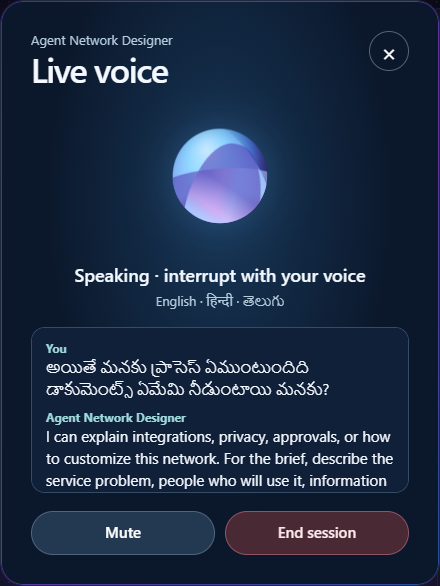 Agent Network Designer
Live voice
×
Speaking · interrupt with your voice
English · हिन्दी · తెలుగు
You
అయితే మనకు ప్రాసెస్ ఏముంటుందిది
డాకుమెంట్స్ ఏమేమి నీడుంటాయి మనకు?
Agent Network Designer
I can explain integrations, privacy, approvals, or how
to customize this network. For the brief, describe the
service problem, people who will use it, information
Mute
End session